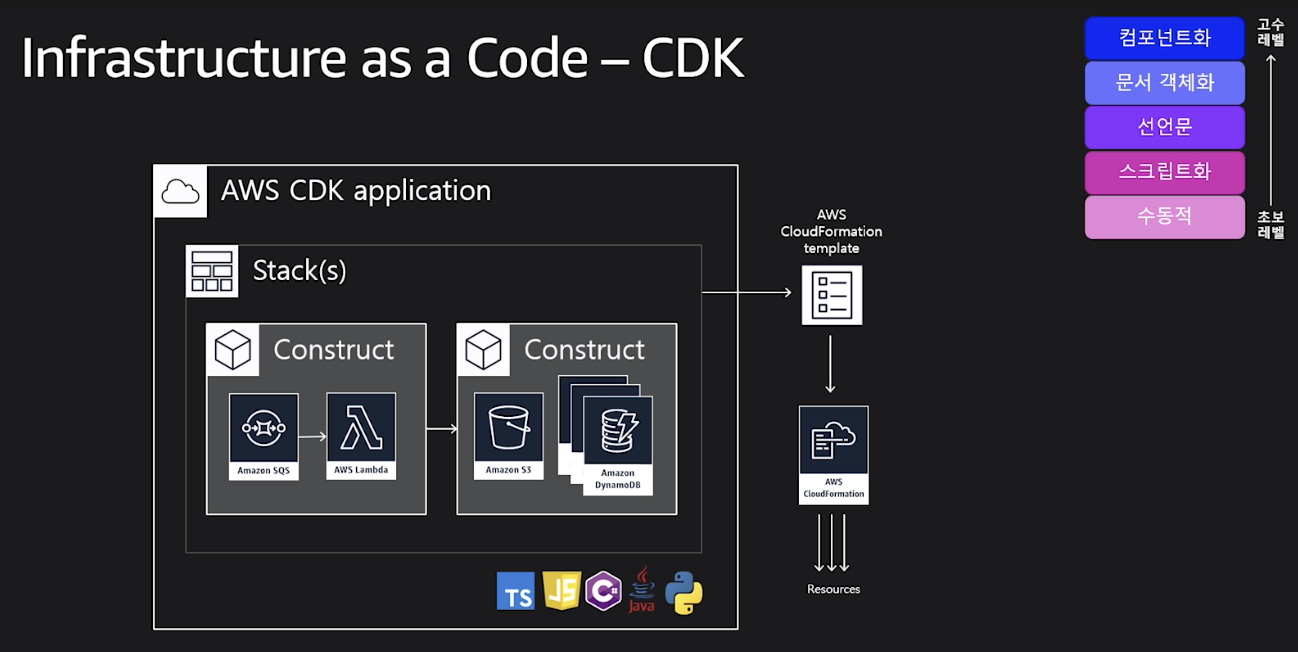 Infrastructure as a Code – CDK
컴포넌트화
문서 객체화
선언문
스크립트화
수동적
고수
레벨
초보
레벨
AWS CDK application
Stack(s)
Construct
Amazon SQS
AWS Lambda
Construct
Amazon S3
Amazon
DynamoDB
TS
JS
C#
Java
AWS
CloudFormation
template
AWS
CloudFormation
Resources